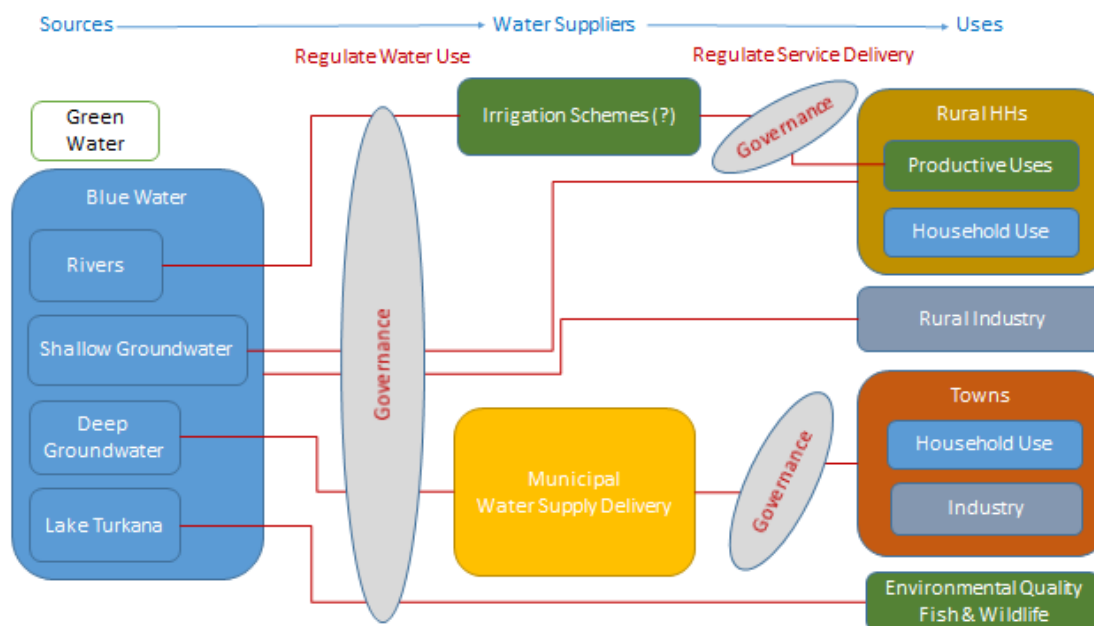 Sources
Water Suppliers
Uses
Regulate Water Use
Regulate Service Delivery
Green
Water
Irrigation Schemes (?)
Governance
Rural HHs
Productive Uses
Household Use
Blue Water
Rivers
Shallow Groundwater
Deep
Groundwater
Lake Turkana
Governance
Rural Industry
Municipal
Water Supply Delivery
Governance
Towns
Household Use
Industry
Environmental Quality
Fish & Wildlife